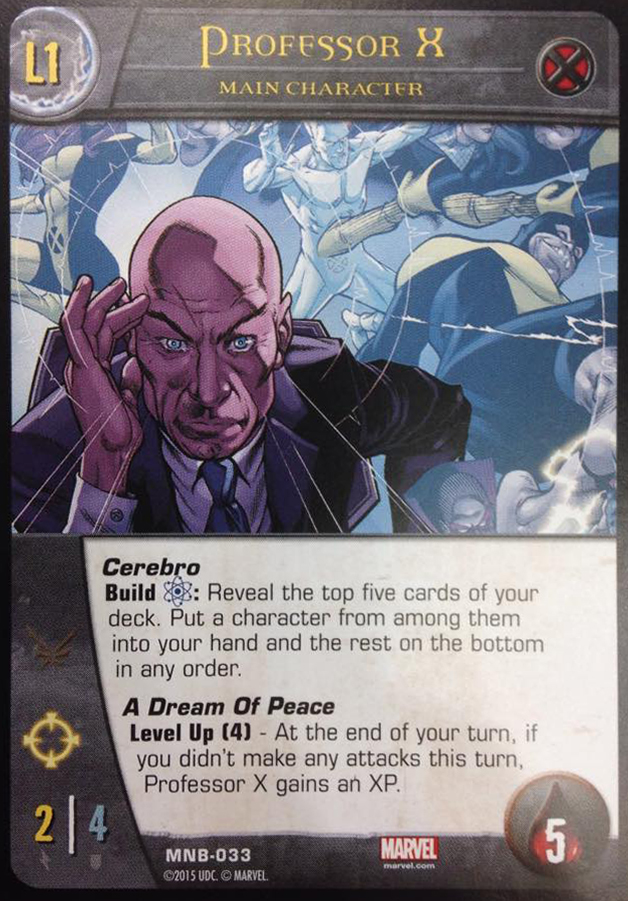 L1
PROFESSOR X
MAIN CHARACTER
Cerebro
Build : Reveal the top five cards of your
deck. Put a character from among them
into your hand and the rest on the bottom
in any order.
A Dream Of Peace
Level Up (4) - At the end of your turn, if
you didn't make any attacks this turn,
Professor X gains an XP.
2 | 4
5
MNB-033
©2015 UDC. © MARVEL.
MARVEL
marvel.com